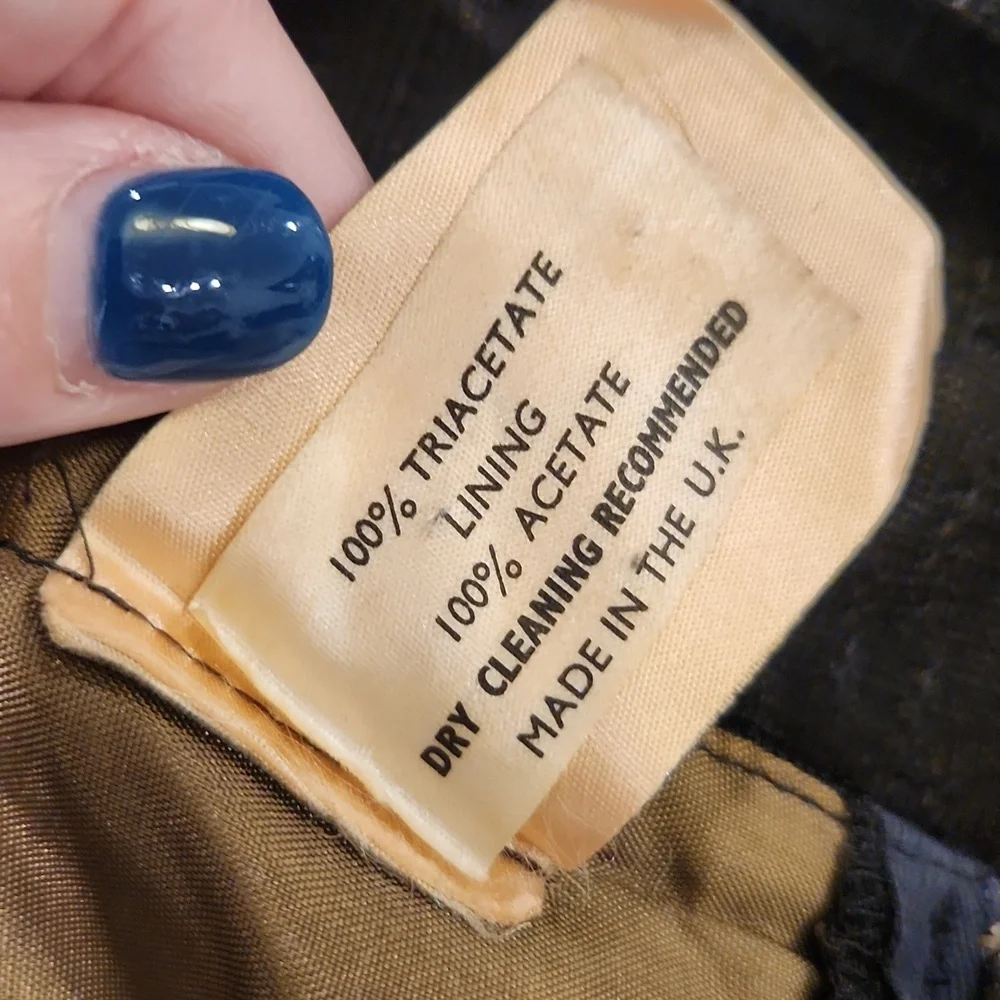 100% TRIACETATE
LINING
100% ACETATE
DRY CLEANING RECOMMENDED
MADE IN THE U.K.